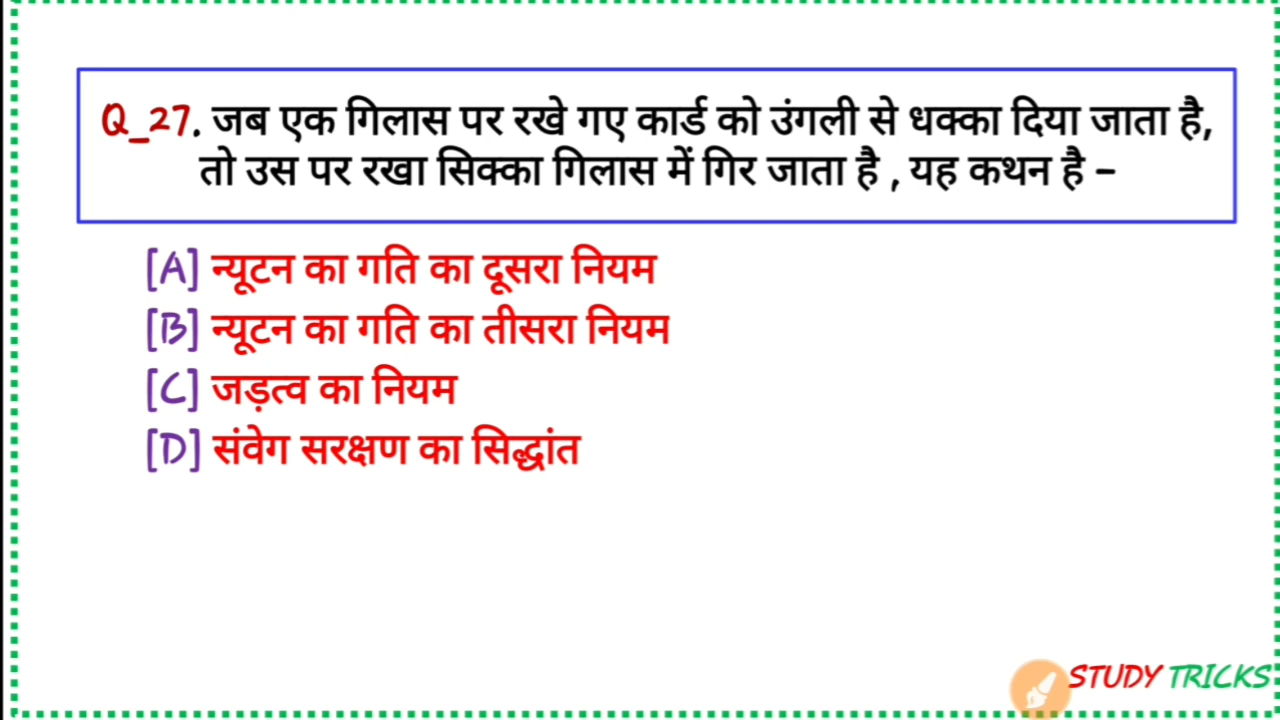 Q_27. जब एक गिलास पर रखे गए कार्ड को उंगली से धक्का दिया जाता है,
तो उस पर रखा सिक्का गिलास में गिर जाता है , यह कथन है –
[A] न्यूटन का गति का दूसरा नियम
[B] न्यूटन का गति का तीसरा नियम
[C] जड़त्व का नियम
[D] संवेग सरक्षण का सिद्धांत
STUDY TRICKS